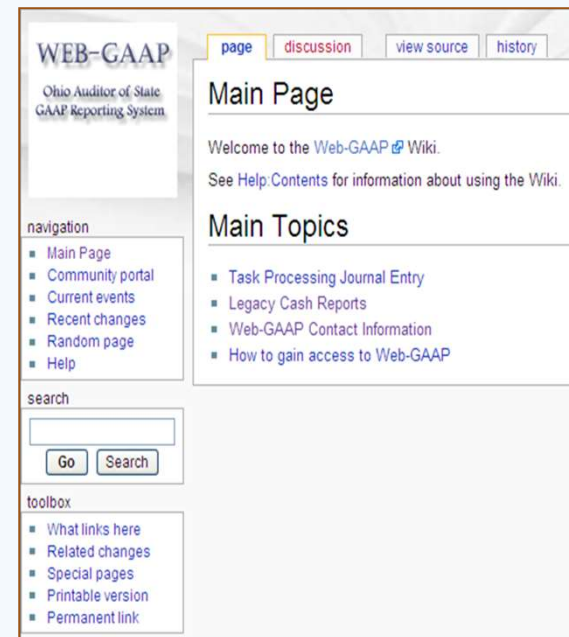 WEB-GAAP
Ohio Auditor of State
GAAP Reporting System
page
discussion
view source
history
Main Page
Welcome to the Web-GAAP Wiki.
See Help:Contents for information about using the Wiki.
Main Topics
Task Processing Journal Entry
Legacy Cash Reports
Web-GAAP Contact Information
How to gain access to Web-GAAP
navigation
Main Page
Community portal
Current events
Recent changes
Random page
Help
search
Go Search
toolbox
What links here
Related changes
Special pages
Printable version
Permanent link